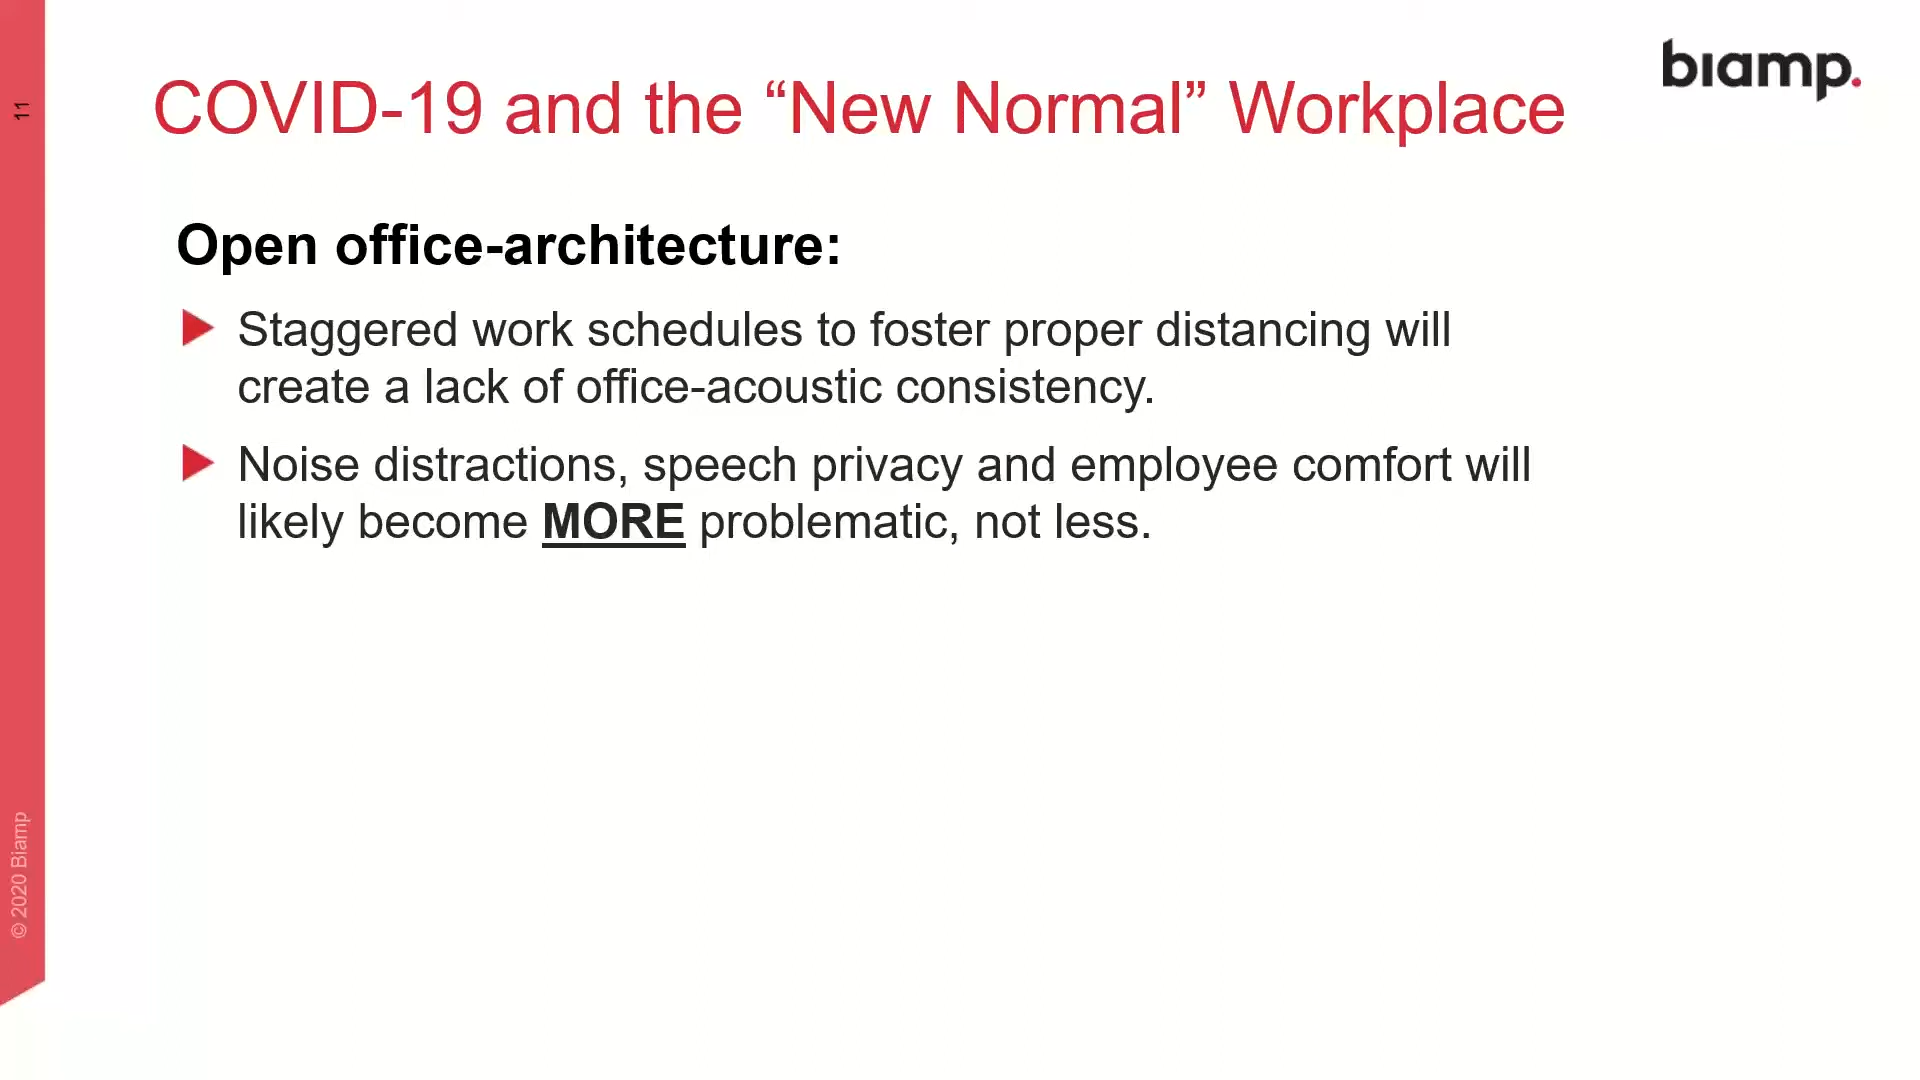 biamp.
11
COVID-19 and the “New Normal” Workplace
Open office-architecture:
Staggered work schedules to foster proper distancing will
create a lack of office-acoustic consistency.
Noise distractions, speech privacy and employee comfort will
likely become MORE problematic, not less.
© 2020 Biamp